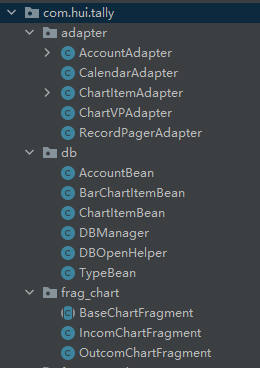 com.hui.tally
adapter
AccountAdapter
CalendarAdapter
ChartItemAdapter
ChartVPAdapter
RecordPagerAdapter
db
AccountBean
BarChartItemBean
ChartItemBean
DBManager
DBOpenHelper
TypeBean
frag_chart
BaseChartFragment
IncomChartFragment
OutcomChartFragment